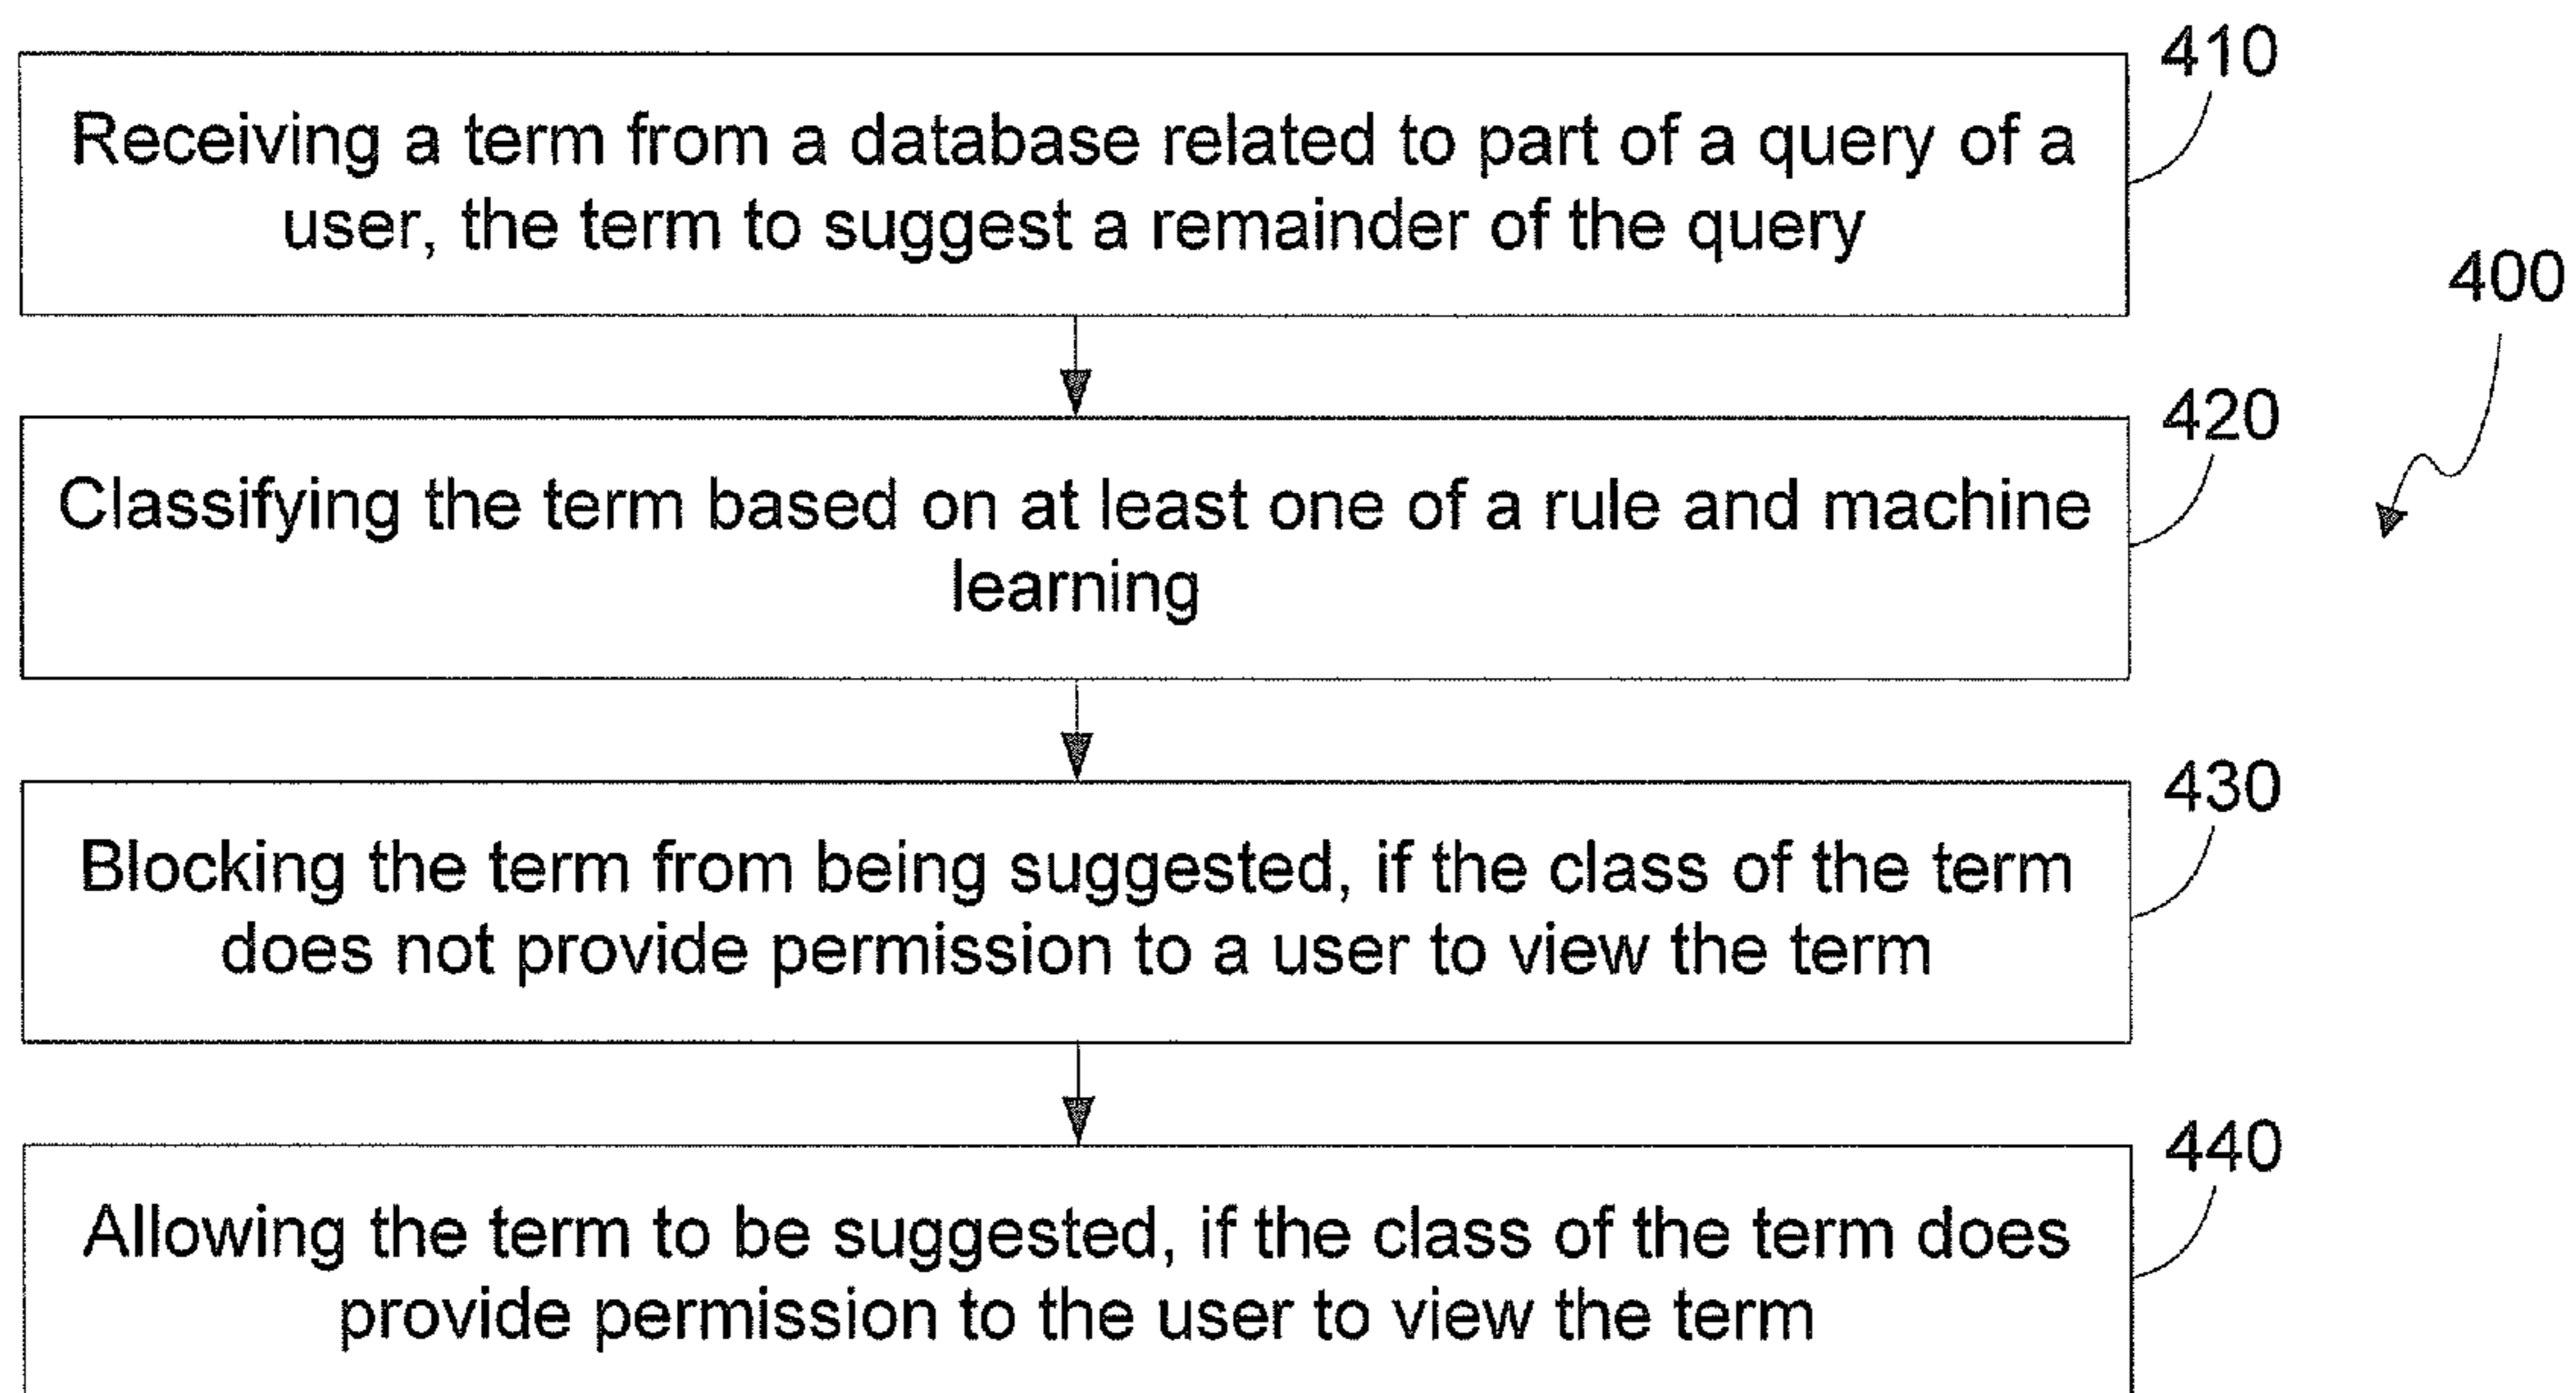 410
Receiving a term from a database related to part of a query of a
user, the term to suggest a remainder of the query
400
420
Classifying the term based on at least one of a rule and machine
learning
430
Blocking the term from being suggested, if the class of the term
does not provide permission to a user to view the term
440
Allowing the term to be suggested, if the class of the term does
provide permission to the user to view the term